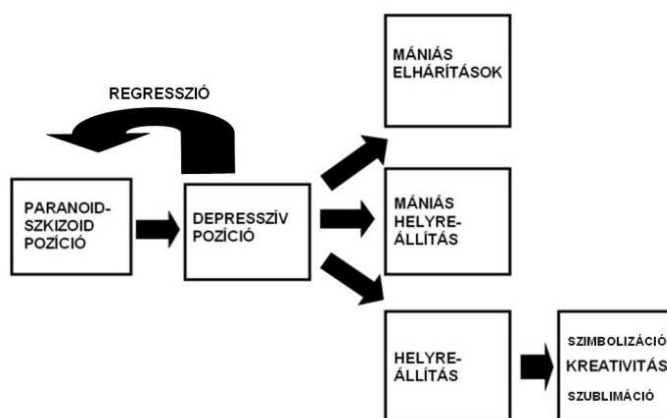 REGRESSZIÓ
PARANOID-
SZKIZOID
POZÍCIÓ
DEPRESSZÍV
POZÍCIÓ
MÁNIÁS
ELHÁRÍTÁSOK
MÁNIÁS
HELYRE-
ÁLLÍTÁS
HELYRE-
ÁLLÍTÁS
SZIMBOLIZÁCIÓ
KREATIVITÁS
SZUBLIMÁCIÓ